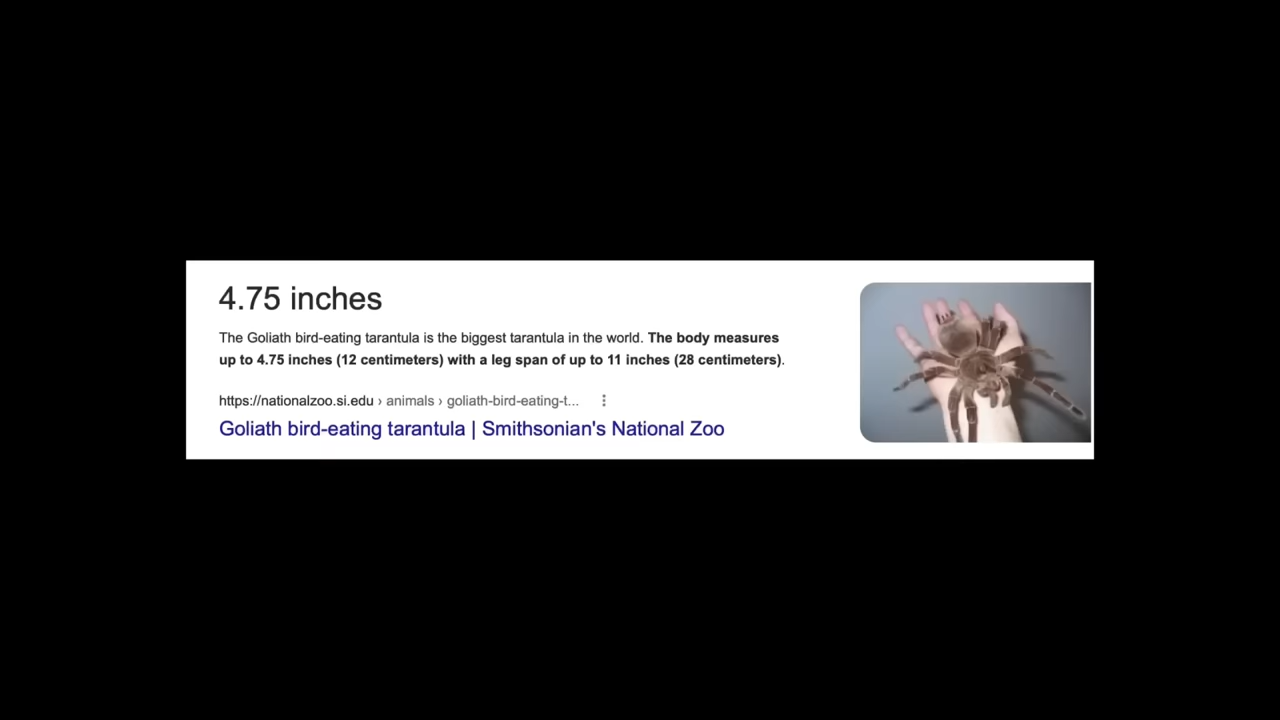 4.75 inches
The Goliath bird-eating tarantula is the biggest tarantula in the world. The body measures
up to 4.75 inches (12 centimeters) with a leg span of up to 11 inches (28 centimeters).
https://nationalzoo.si.edu › animals › goliath-bird-eating-t...
Goliath bird-eating tarantula | Smithsonian's National Zoo